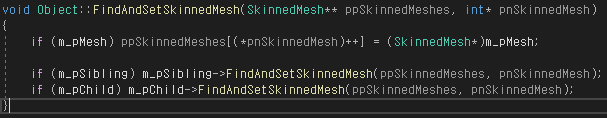 void Object::FindAndSetSkinnedMesh(SkinnedMesh** ppSkinnedMeshes, int* pnSkinnedMesh)
{
if (m_pMesh) ppSkinnedMeshes[(*pnSkinnedMesh)++] = (SkinnedMesh*)m_pMesh;
if (m_pSibling) m_pSibling->FindAndSetSkinnedMesh(ppSkinnedMeshes, pnSkinnedMesh);
if (m_pChild) m_pChild->FindAndSetSkinnedMesh(ppSkinnedMeshes, pnSkinnedMesh);
}